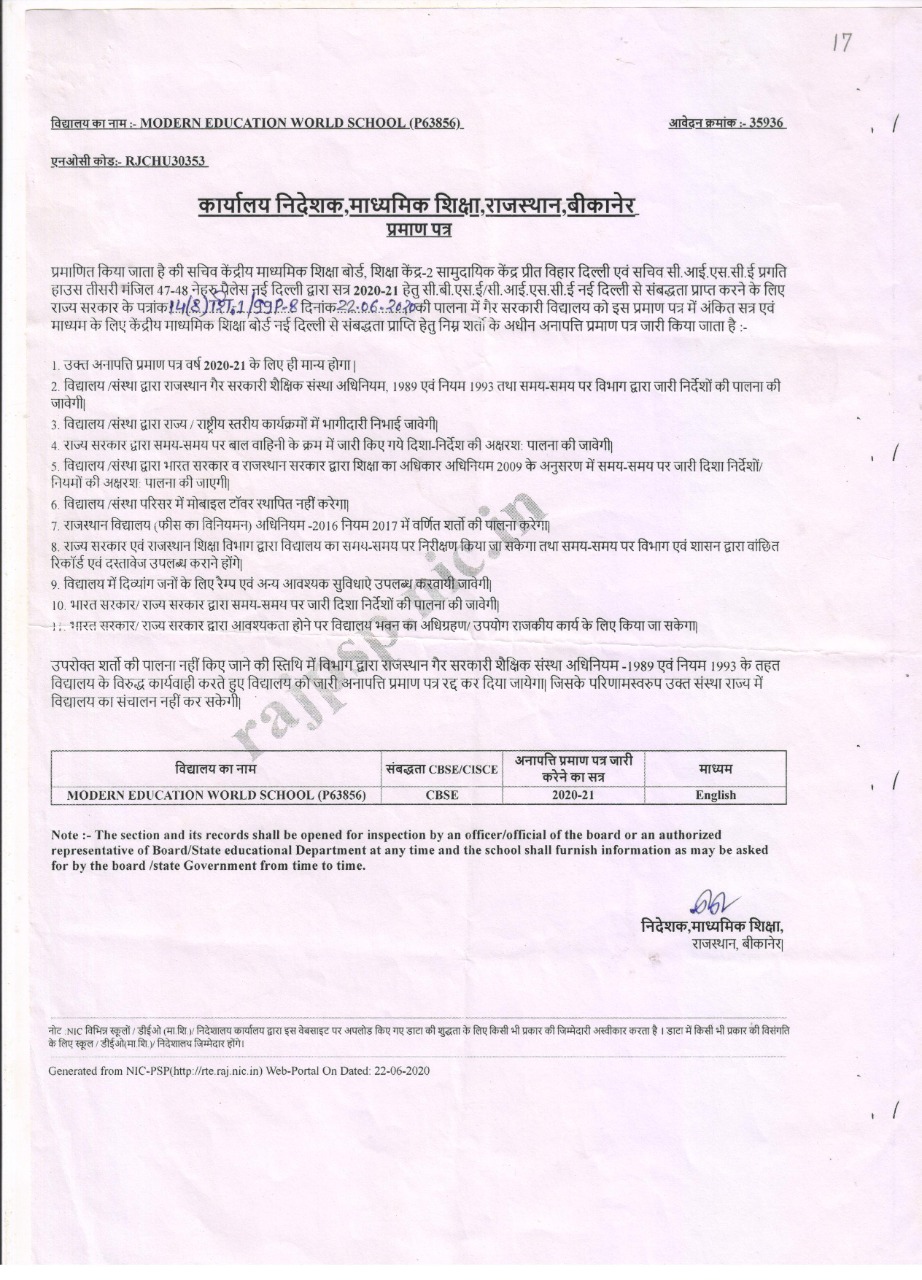 17
विद्यालय का नाम :- MODERN EDUCATION WORLD SCHOOL (P63856) आवेदन क्रमांक :- 35936
एनओसी कोड:- RJCHU30353
कार्यालय निदेशक,माध्यमिक शिक्षा,राजस्थान,बीकानेर
प्रमाण पत्र
प्रमाणित किया जाता है की सचिव केंद्रीय माध्यमिक शिक्षा बोर्ड, शिक्षा केंद्र-2 सामुदायिक केंद्र प्रीत विहार दिल्ली एवं सचिव सी.आई.एस.सी.ई प्रगति
हाउस तीसरी मंजिल 47-48 नेहरू पैलेस नई दिल्ली द्वारा सत्र 2020-21 हेतु सी.बी.एस.ई/सी.आई.एस.सी.ई नई दिल्ली से संबद्धता प्राप्त करने के लिए
राज्य सरकार के पत्रांक दिनांक 22-06-2020 की पालना में गैर सरकारी विद्यालय को इस प्रमाण पत्र में अंकित सत्र एवं
माध्यम के लिए केंद्रीय माध्यमिक शिक्षा बोर्ड नई दिल्ली से संबद्धता प्राप्ति हेतु निम्न शर्तो के अधीन अनापत्ति प्रमाण पत्र जारी किया जाता है :-
1. उक्त अनापत्ति प्रमाण पत्र वर्ष 2020-21 के लिए ही मान्य होगा |
2. विद्यालय /संस्था द्वारा राजस्थान गैर सरकारी शैक्षिक संस्था अधिनियम, 1989 एवं नियम 1993 तथा समय-समय पर विभाग द्वारा जारी निर्देशों की पालना की
जावेगी|
3. विद्यालय /संस्था द्वारा राज्य / राष्ट्रीय स्तरीय कार्यक्रमों में भागीदारी निभाई जावेगी|
4. राज्य सरकार द्वारा समय-समय पर बाल वाहिनी के क्रम में जारी किए गये दिशा-निर्देश की अक्षरश: पालना की जावेगी|
5. विद्यालय /संस्था द्वारा भारत सरकार व राजस्थान सरकार द्वारा शिक्षा का अधिकार अधिनियम 2009 के अनुसरण में समय-समय पर जारी दिशा निर्देशों/
नियमों की अक्षरश: पालना की जाएगी|
6. विद्यालय /संस्था परिसर में मोबाइल टॉवर स्थापित नहीं करेगा|
7. राजस्थान विद्यालय (फीस का विनियमन) अधिनियम -2016 नियम 2017 में वर्णित शर्तो की पालना करेगा|
8. राज्य सरकार एवं राजस्थान शिक्षा विभाग द्वारा विद्यालय का समय-समय पर निरीक्षण किया जा सकेगा तथा समय-समय पर विभाग एवं शासन द्वारा वांछित
रिकॉर्ड एवं दस्तावेज उपलब्ध कराने होंगे|
9. विद्यालय में दिव्यांग जनों के लिए रैम्प एवं अन्य आवश्यक सुविधाऐ उपलब्ध करवायी जावेगी|
10. भारत सरकार/ राज्य सरकार द्वारा समय-समय पर जारी दिशा निर्देशों की पालना की जावेगी|
11. भारत सरकार/ राज्य सरकार द्वारा आवश्यकता होने पर विद्यालय भवन का अधिग्रहण/ उपयोग राजकीय कार्य के लिए किया जा सकेगा|
उपरोक्त शर्तो की पालना नहीं किए जाने की स्तिथि में विभाग द्वारा राजस्थान गैर सरकारी शैक्षिक संस्था अधिनियम -1989 एवं नियम 1993 के तहत
विद्यालय के विरुद्ध कार्यवाही करते हुए विद्यालय को जारी अनापत्ति प्रमाण पत्र रद्द कर दिया जायेगा| जिसके परिणामस्वरुप उक्त संस्था राज्य में
विद्यालय का संचालन नहीं कर सकेगी|
rajpsp.nic.in
विद्यालय का नाम संबद्धता CBSE/CISCE अनापत्ति प्रमाण पत्र जारी करेने का सत्र माध्यम
MODERN EDUCATION WORLD SCHOOL (P63856) CBSE 2020-21 English
Note :- The section and its records shall be opened for inspection by an officer/official of the board or an authorized
representative of Board/State educational Department at any time and the school shall furnish information as may be asked
for by the board /state Government from time to time.
निदेशक,माध्यमिक शिक्षा,
राजस्थान, बीकानेर|
नोट :NIC विभिन्न स्कूलों / डीईओ (मा.शि.)/ निदेशालय कार्यालय द्वारा इस वेबसाइट पर अपलोड किए गए डाटा की शुद्धता के लिए किसी भी प्रकार की जिम्मेदारी अस्वीकार करता है । डाटा में किसी भी प्रकार की विसंगति
के लिए स्कूल / डीईओ(मा.शि.)/ निदेशालय जिम्मेदार होंगे।
Generated from NIC-PSP(http://rte.raj.nic.in) Web-Portal On Dated: 22-06-2020